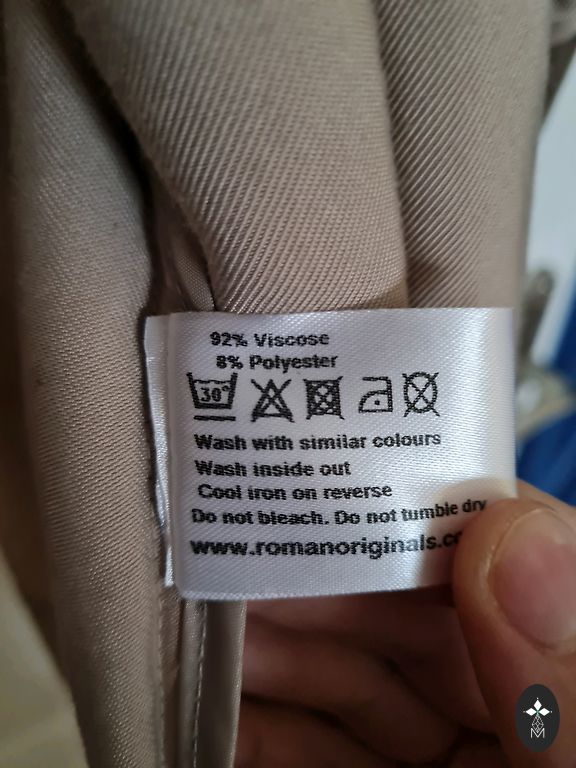 92% Viscose
8% Polyester
30°
Wash with similar colours
Wash inside out
Cool iron on reverse
Do not bleach. Do not tumble dry
www.romanoriginals.co
M